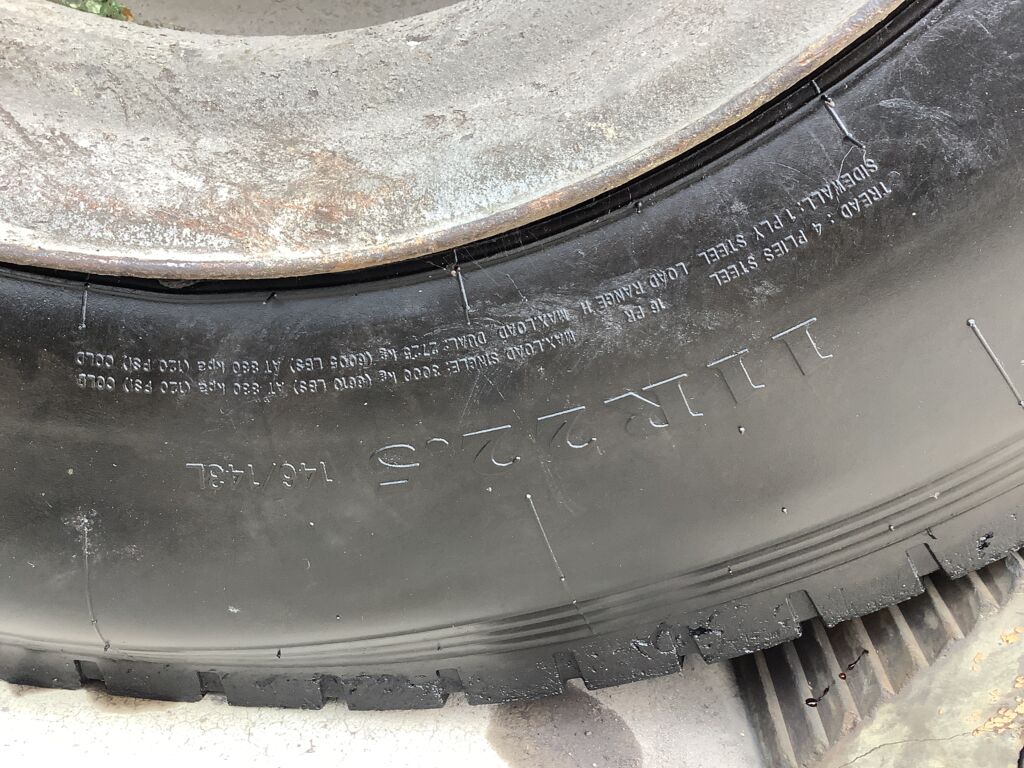 11R22.5 146/143L
TREAD : 4 PLIES STEEL 16 PR MAX.LOAD SINGLE: 3000 kg (6610 LBS) AT 830 kpa (120 PSI) COLD
SIDEWALL: 1 PLY STEEL LOAD RANGE H MAX.LOAD DUAL: 2725 kg (6005 LBS) AT 830 kpa (120 PSI) COLD